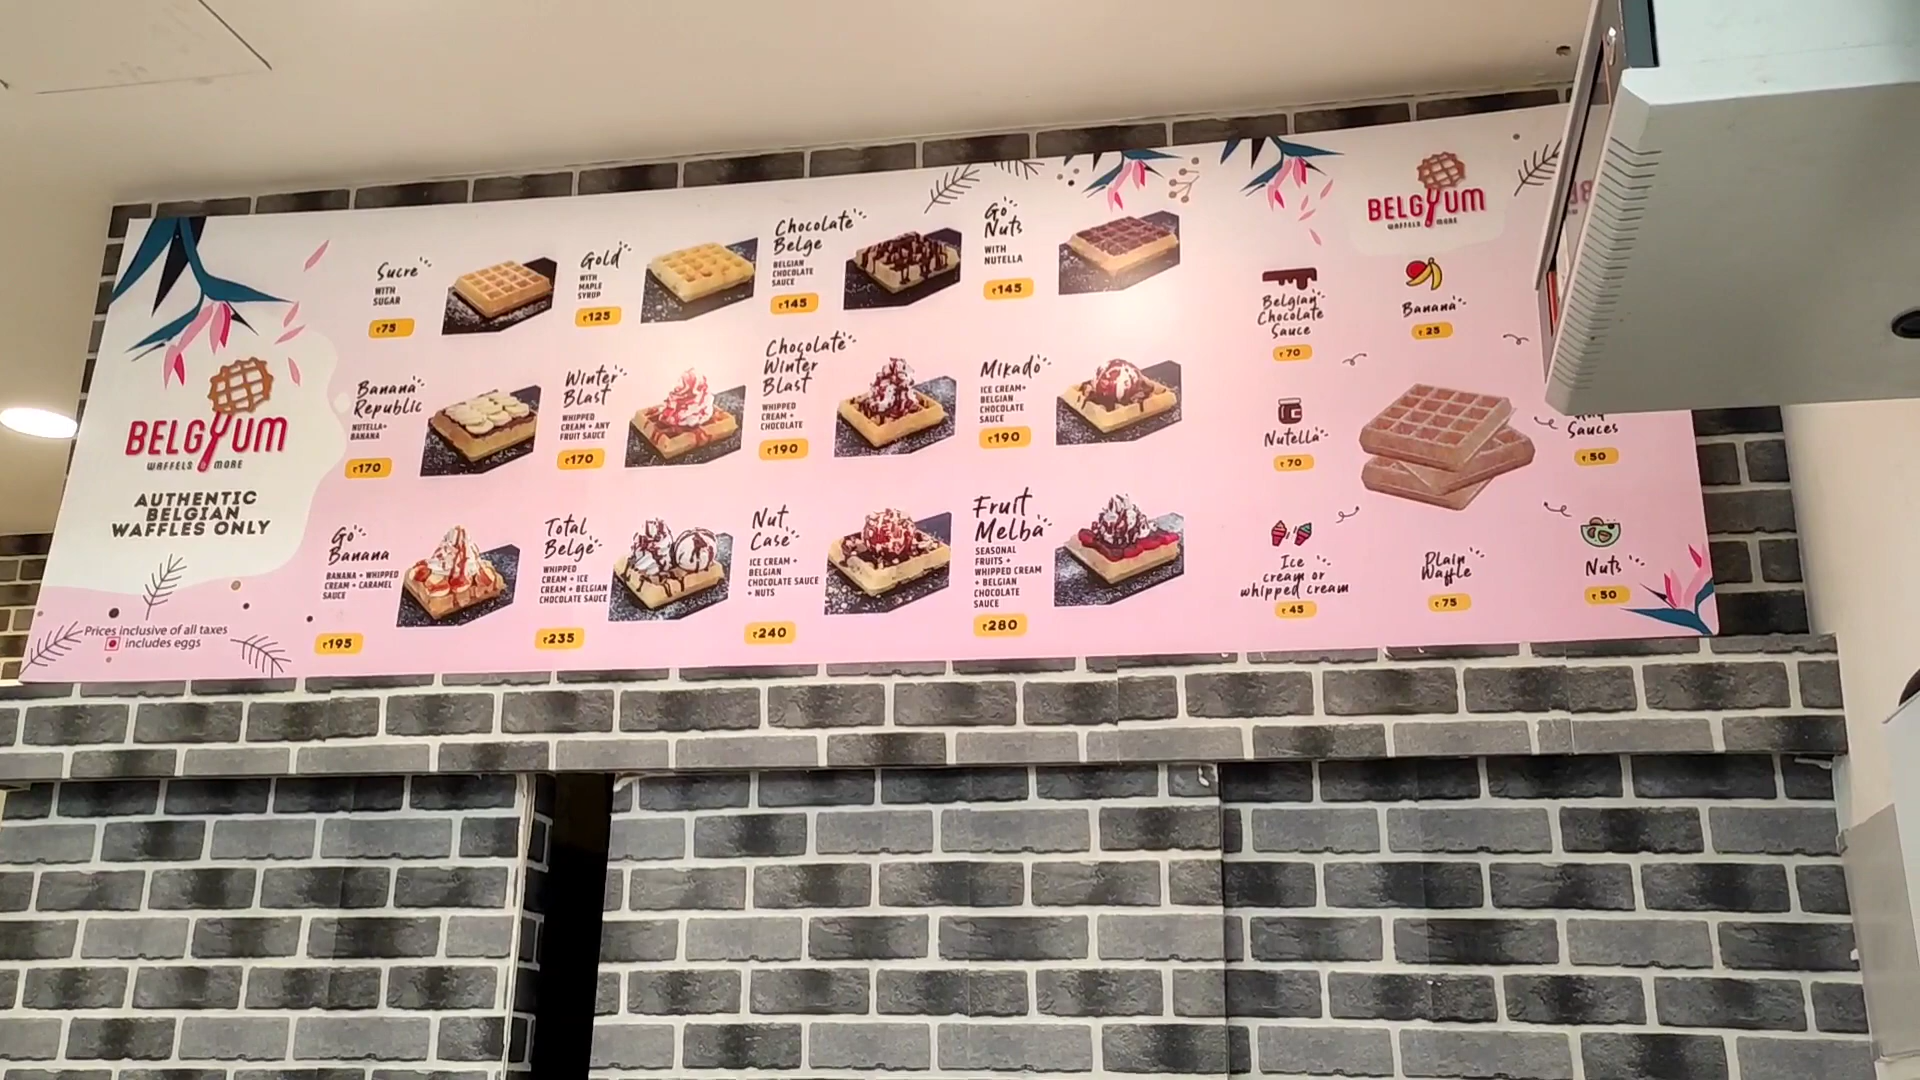 BELGYUM
WAFFELS & MORE
AUTHENTIC
BELGIAN
WAFFLES ONLY
Prices inclusive of all taxes
includes eggs
Sucre
WITH
SUGAR
₹75
Gold
WITH
MAPLE
SYRUP
₹125
Chocolate
Belge
BELGIAN
CHOCOLATE
SAUCE
₹145
Go
Nuts
WITH
NUTELLA
₹145
Banana
Republic
NUTELLA+
BANANA
₹170
Winter
Blast
WHIPPED
CREAM + ANY
FRUIT SAUCE
₹170
Chocolate
Winter
Blast
WHIPPED
CREAM +
CHOCOLATE
₹190
Mikado
ICE CREAM+
BELGIAN
CHOCOLATE
SAUCE
₹190
Go
Banana
BANANA + WHIPPED
CREAM + CARAMEL
SAUCE
₹195
Total
Belge
WHIPPED
CREAM + ICE
CREAM + BELGIAN
CHOCOLATE SAUCE
₹235
Nut
Case
ICE CREAM +
BELGIAN
CHOCOLATE SAUCE
+ NUTS
₹240
Fruit
Melba
SEASONAL
FRUITS +
WHIPPED CREAM
+ BELGIAN
CHOCOLATE
SAUCE
₹280
BELGYUM
WAFFELS & MORE
Belgian
Chocolate
Sauce
₹70
Banana
₹25
Nutella
₹70
Sauces
₹50
Ice
cream or
whipped cream
₹45
Plain
Waffle
₹75
Nuts
₹50